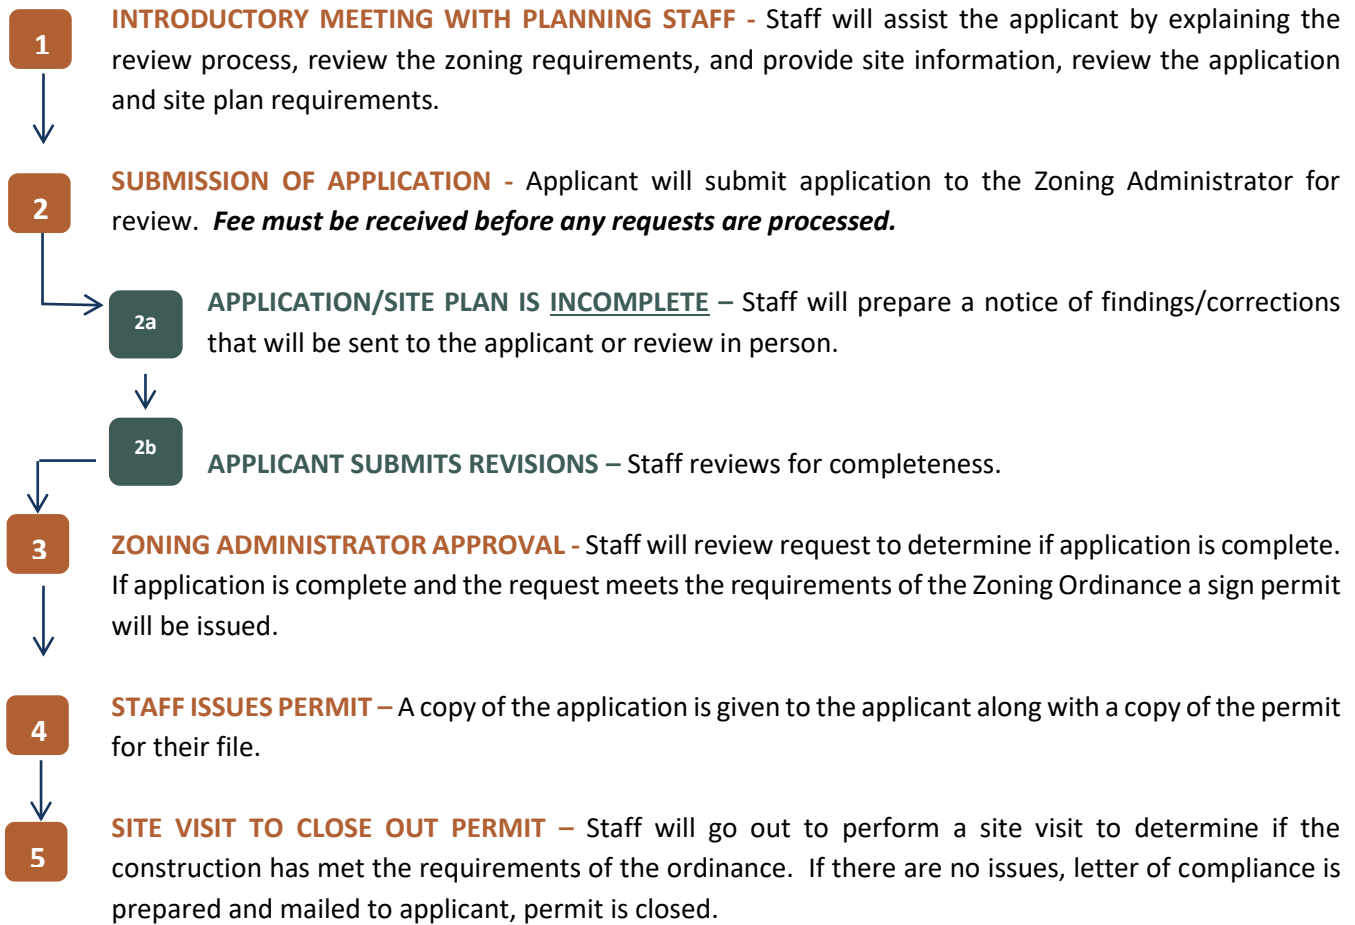 1
INTRODUCTORY MEETING WITH PLANNING STAFF - Staff will assist the applicant by explaining the
review process, review the zoning requirements, and provide site information, review the application
and site plan requirements.
2
SUBMISSION OF APPLICATION - Applicant will submit application to the Zoning Administrator for
review. Fee must be received before any requests are processed.
2a
APPLICATION/SITE PLAN IS INCOMPLETE – Staff will prepare a notice of findings/corrections
that will be sent to the applicant or review in person.
2b
APPLICANT SUBMITS REVISIONS – Staff reviews for completeness.
3
ZONING ADMINISTRATOR APPROVAL - Staff will review request to determine if application is complete.
If application is complete and the request meets the requirements of the Zoning Ordinance a sign permit
will be issued.
4
STAFF ISSUES PERMIT – A copy of the application is given to the applicant along with a copy of the permit
for their file.
5
SITE VISIT TO CLOSE OUT PERMIT – Staff will go out to perform a site visit to determine if the
construction has met the requirements of the ordinance. If there are no issues, letter of compliance is
prepared and mailed to applicant, permit is closed.